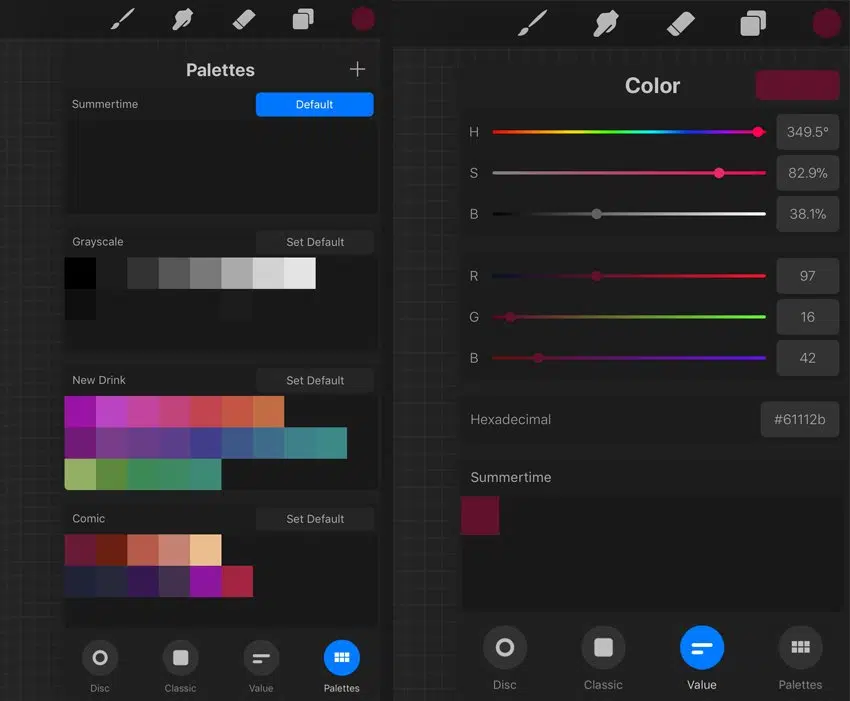 Palettes
Summertime Default
Grayscale Set Default
New Drink Set Default
Comic Set Default
Disc Classic Value Palettes
Color
H 349.5°
S 82.9%
B 38.1%
R 97
G 16
B 42
Hexadecimal #61112b
Summertime
Disc Classic Value Palettes